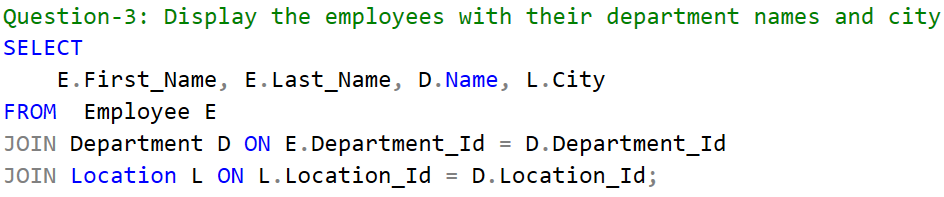 Question-3: Display the employees with their department names and city
SELECT
    E.First_Name, E.Last_Name, D.Name, L.City
FROM  Employee E
JOIN Department D ON E.Department_Id = D.Department_Id
JOIN Location L ON L.Location_Id = D.Location_Id;